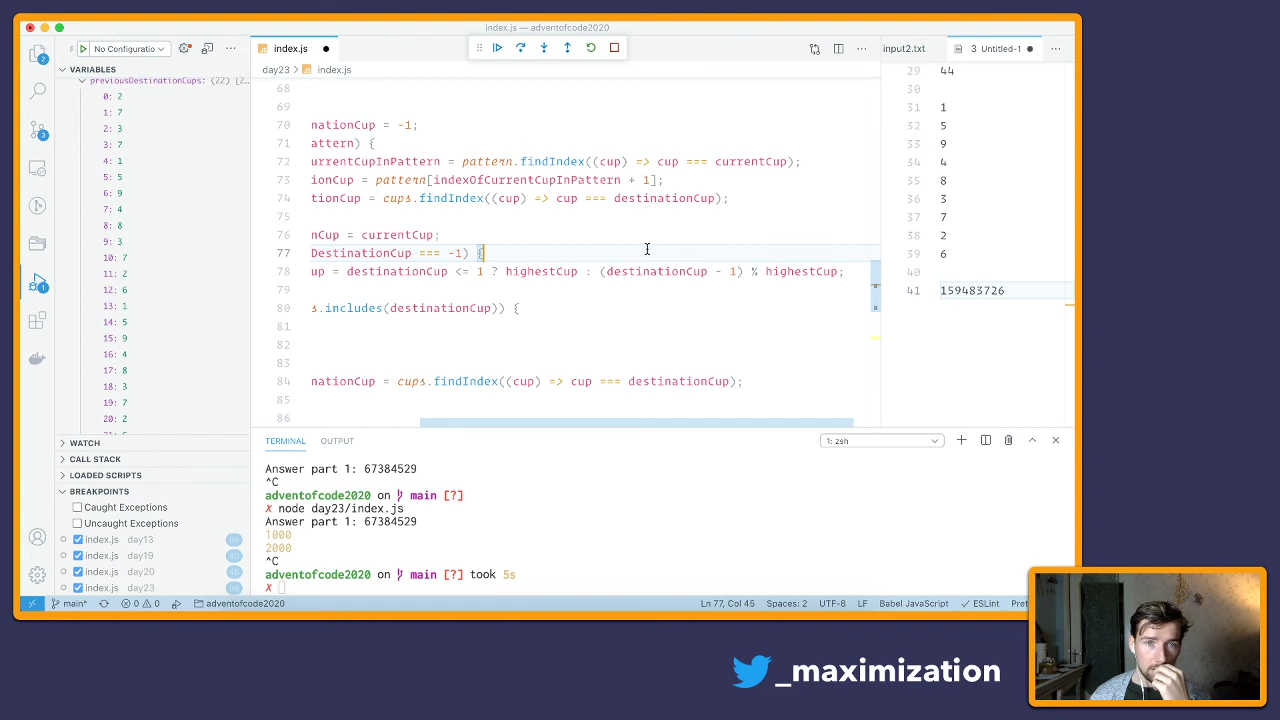 index.js — adventofcode2020
No Configuratio
index.js
input2.txt
3 Untitled-1
VARIABLES
day23 > index.js
previousDestinationCups: (22) [2...
0: 2
1: 7
2: 3
3: 7
4: 1
5: 5
6: 9
7: 4
8: 8
9: 3
10: 7
11: 2
12: 6
13: 1
14: 5
15: 9
16: 4
17: 8
18: 3
19: 7
20: 2
68
69
70 nationCup = -1;
71 attern) {
72 urrentCupInPattern = pattern.findIndex((cup) => cup === currentCup);
73 ionCup = pattern[indexOfCurrentCupInPattern + 1];
74 tionCup = cups.findIndex((cup) => cup === destinationCup);
75
76 nCup = currentCup;
77 DestinationCup === -1) {
78 up = destinationCup <= 1 ? highestCup : (destinationCup - 1) % highestCup;
79
80 s.includes(destinationCup)) {
81
82
83
84 nationCup = cups.findIndex((cup) => cup === destinationCup);
85
86
29 44
30
31 1
32 5
33 9
34 4
35 8
36 3
37 7
38 2
39 6
40
41 159483726
WATCH
CALL STACK
LOADED SCRIPTS
BREAKPOINTS
Caught Exceptions
Uncaught Exceptions
index.js day13
index.js day19
index.js day20
index.js day23
TERMINAL
OUTPUT
1: zsh
Answer part 1: 67384529
^C
adventofcode2020 on main [?]
✗ node day23/index.js
Answer part 1: 67384529
1000
2000
^C
adventofcode2020 on main [?] took 5s
✗
main*
0 0
adventofcode2020
Ln 77, Col 45
Spaces: 2
UTF-8
LF
Babel JavaScript
ESLint
Pret
_maximization